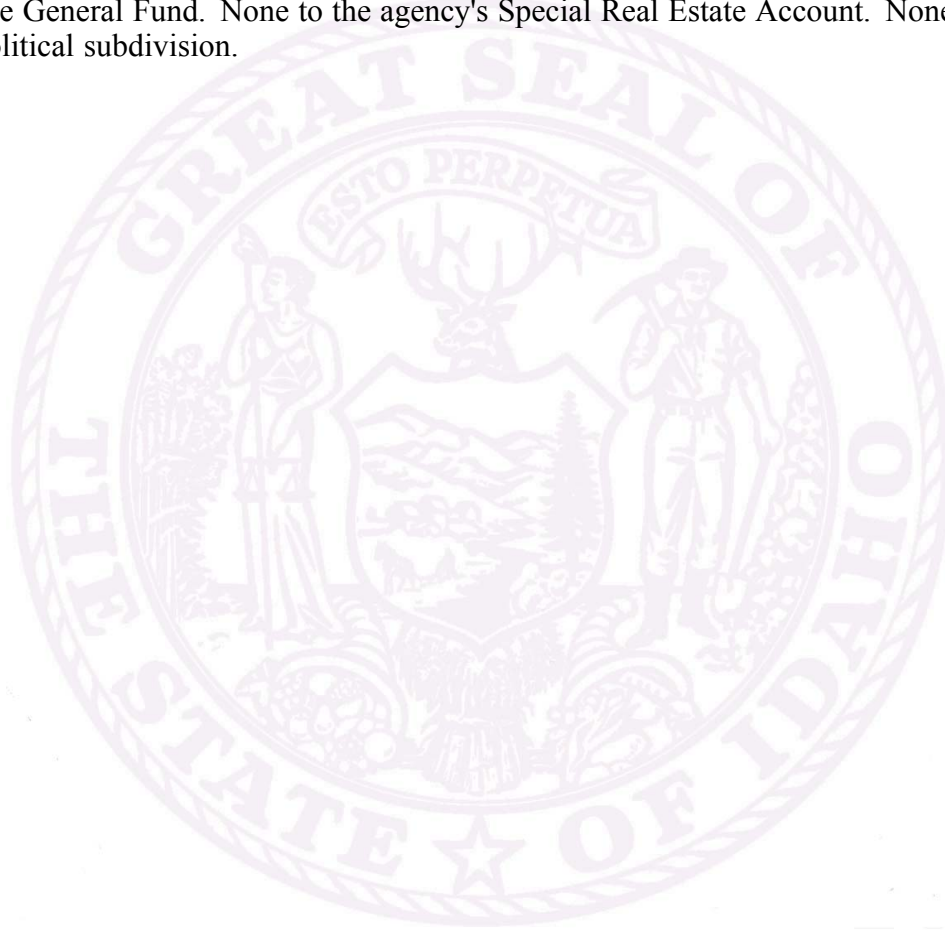 e General Fund. None to the agency's Special Real Estate Account. None
olitical subdivision.
GREAT SEAL OF
ESTO PERPETUA
THE STATE OF IDAHO